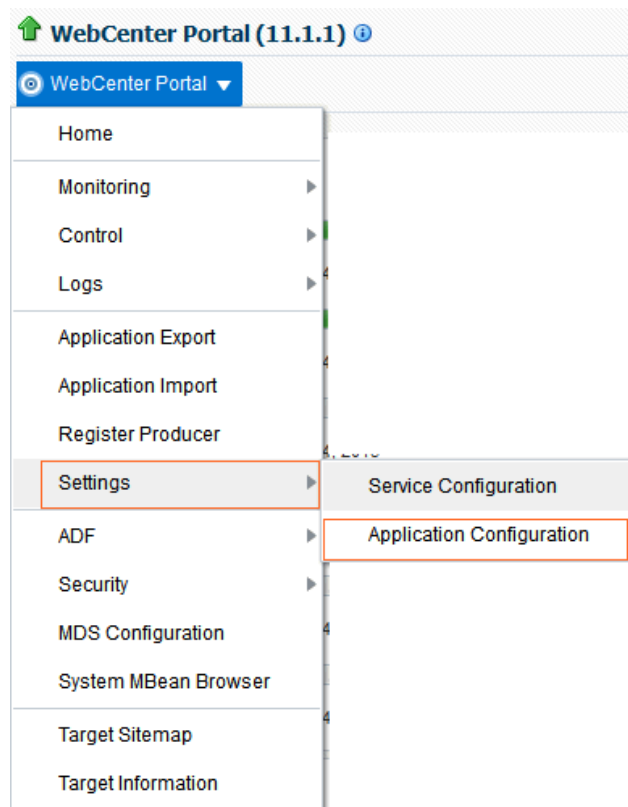 WebCenter Portal (11.1.1)
WebCenter Portal
Home
Monitoring
Control
Logs
Application Export
Application Import
Register Producer
Settings
Service Configuration
Application Configuration
ADF
Security
MDS Configuration
System MBean Browser
Target Sitemap
Target Information